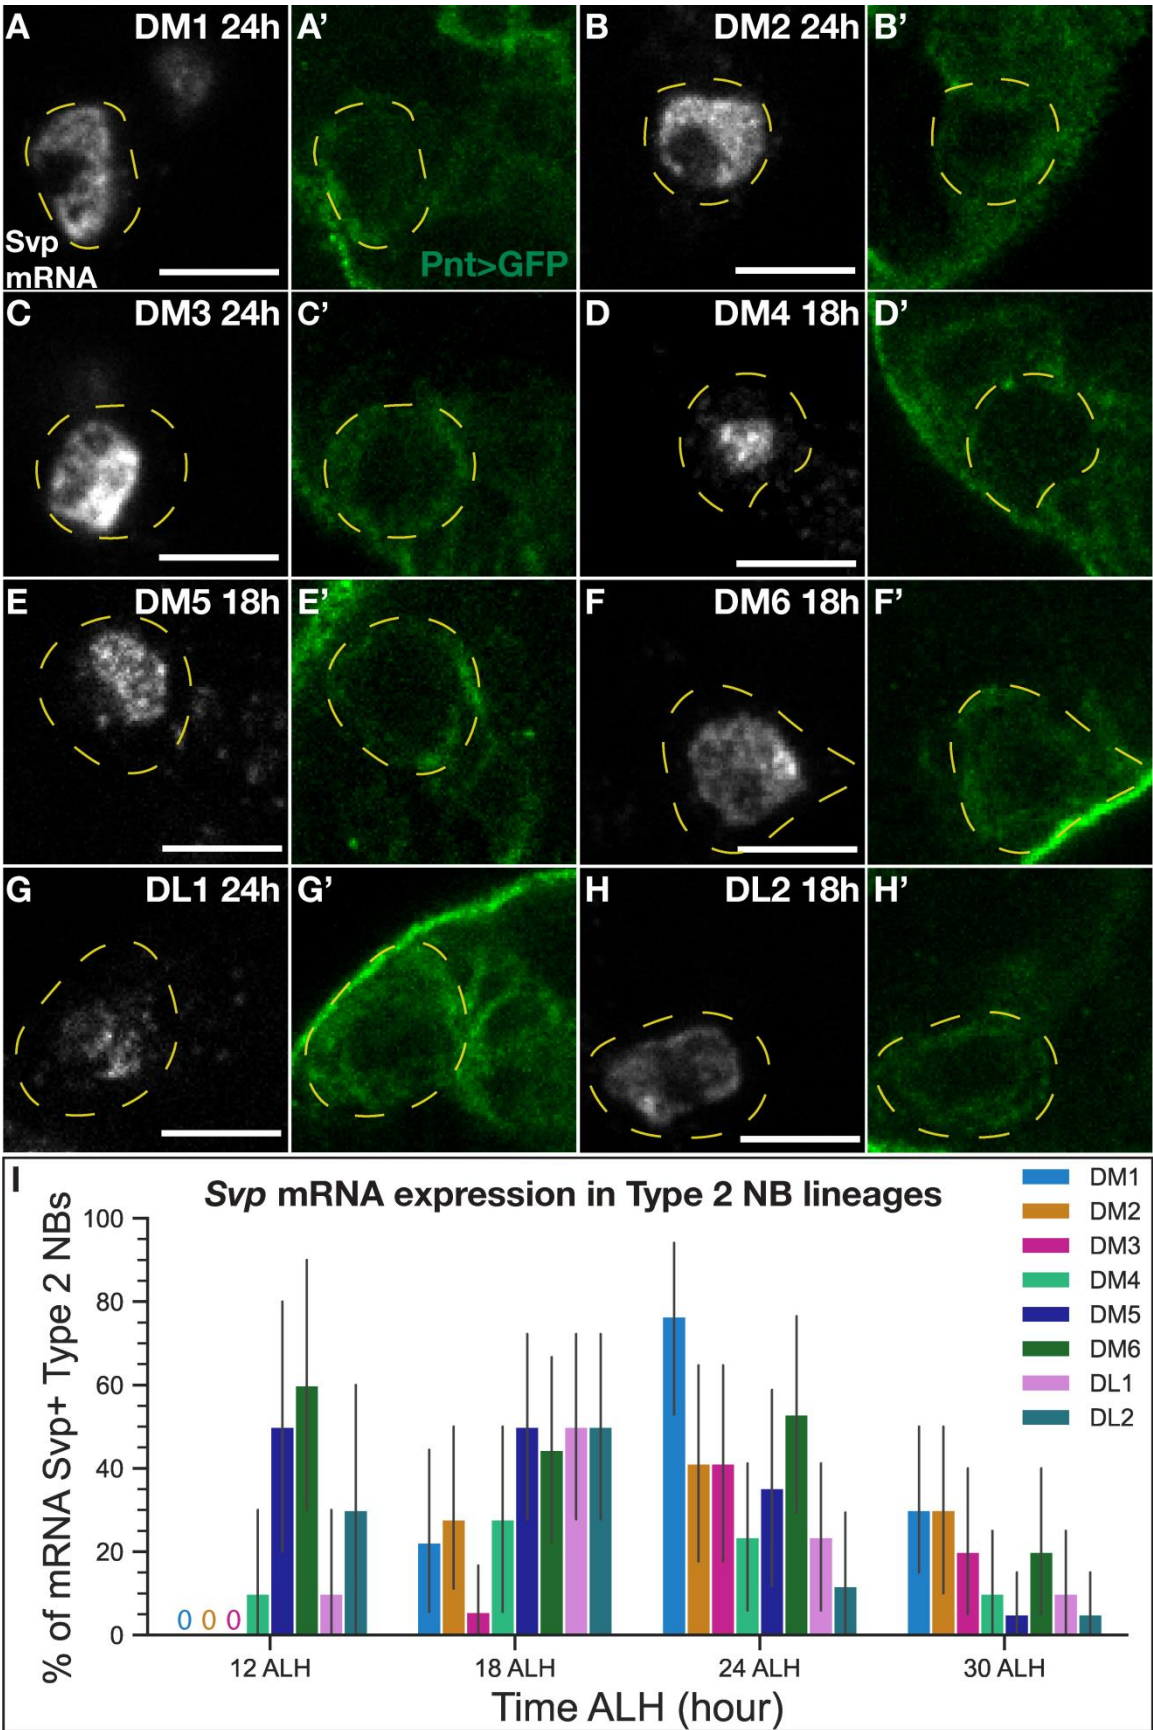 A DM1 24h A’ B DM2 24h B’
Svp
mRNA
Pnt>GFP
C DM3 24h C’ D DM4 18h D’
E DM5 18h E’ F DM6 18h F’
G DL1 24h G’ H DL2 18h H’
I
Svp mRNA expression in Type 2 NB lineages
% of mRNA Svp+ Type 2 NBs
100
80
60
40
20
0
0 0 0
12 ALH 18 ALH 24 ALH 30 ALH
Time ALH (hour)
DM1
DM2
DM3
DM4
DM5
DM6
DL1
DL2